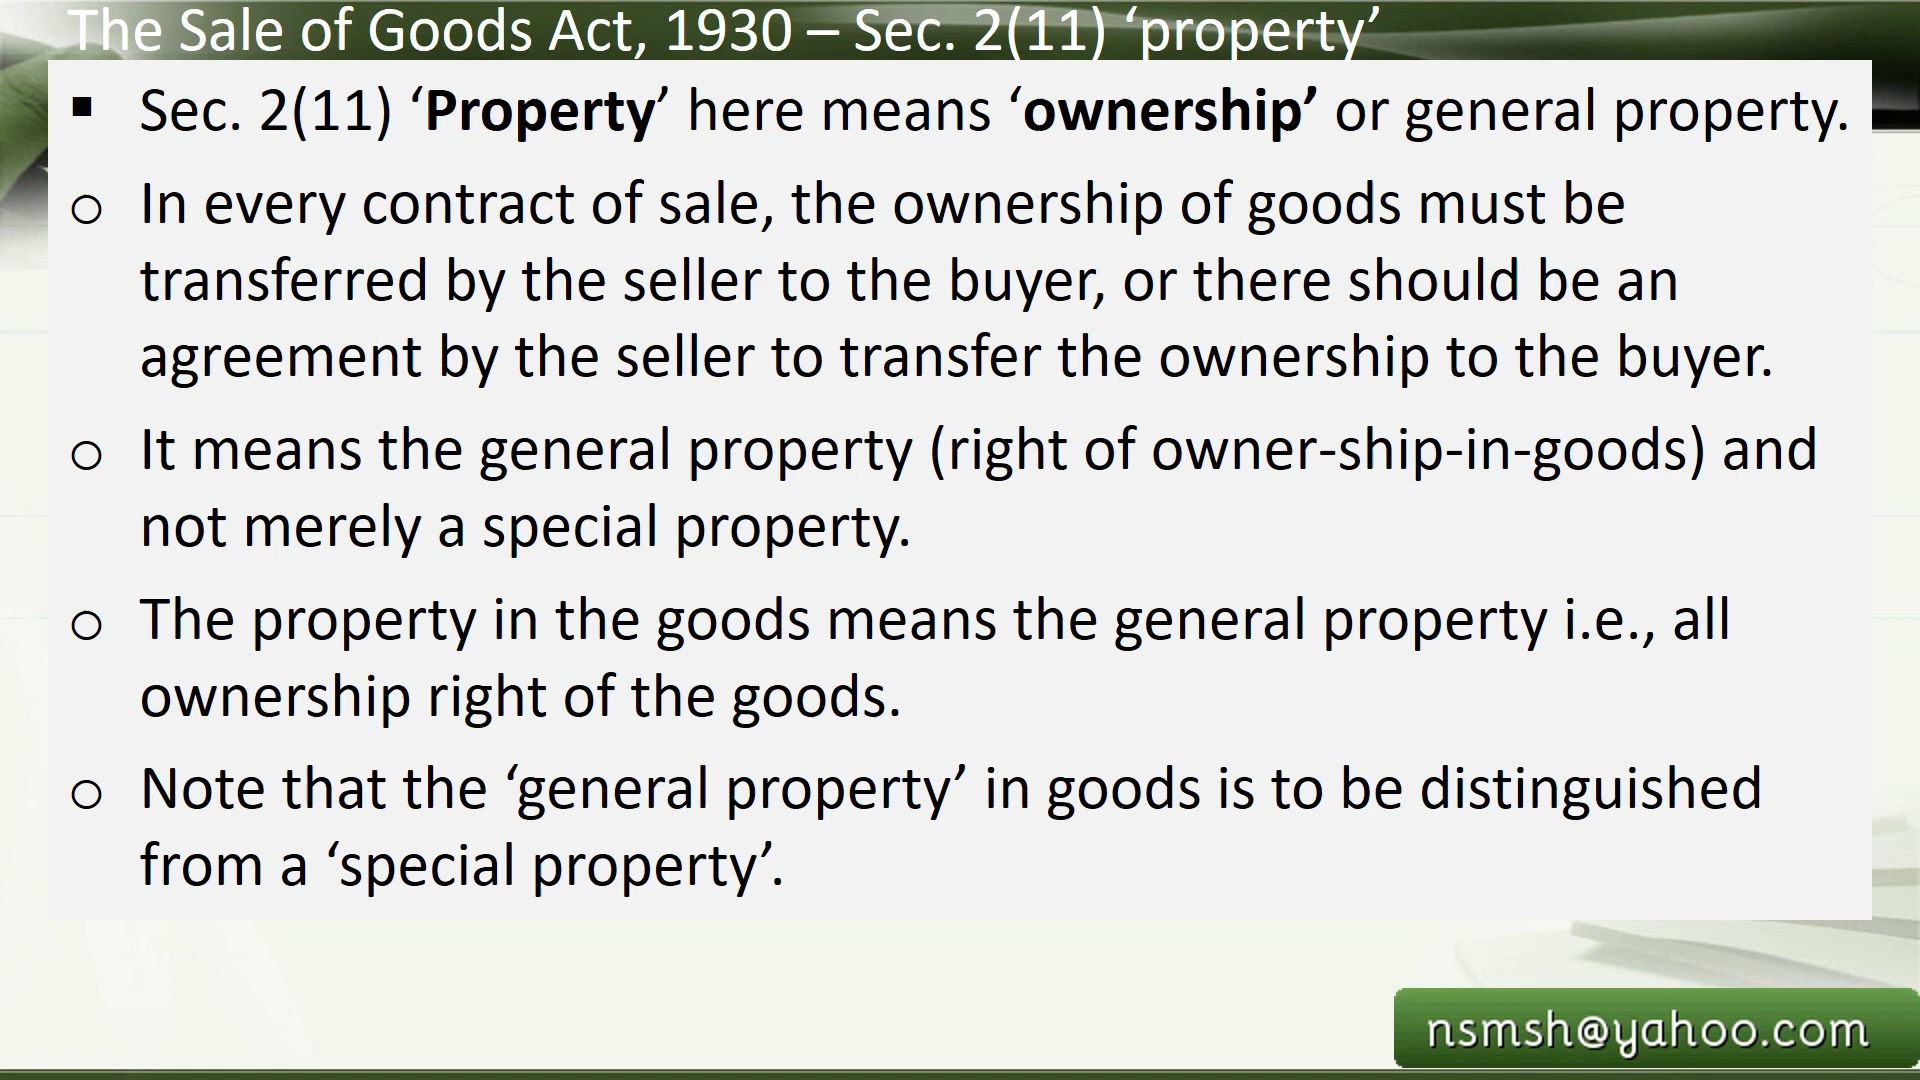 The Sale of Goods Act, 1930 – Sec. 2(11) ‘property’
▪ Sec. 2(11) ‘Property’ here means ‘ownership’ or general property.
o In every contract of sale, the ownership of goods must be
transferred by the seller to the buyer, or there should be an
agreement by the seller to transfer the ownership to the buyer.
o It means the general property (right of owner-ship-in-goods) and
not merely a special property.
o The property in the goods means the general property i.e., all
ownership right of the goods.
o Note that the ‘general property’ in goods is to be distinguished
from a ‘special property’.
nsmsh@yahoo.com